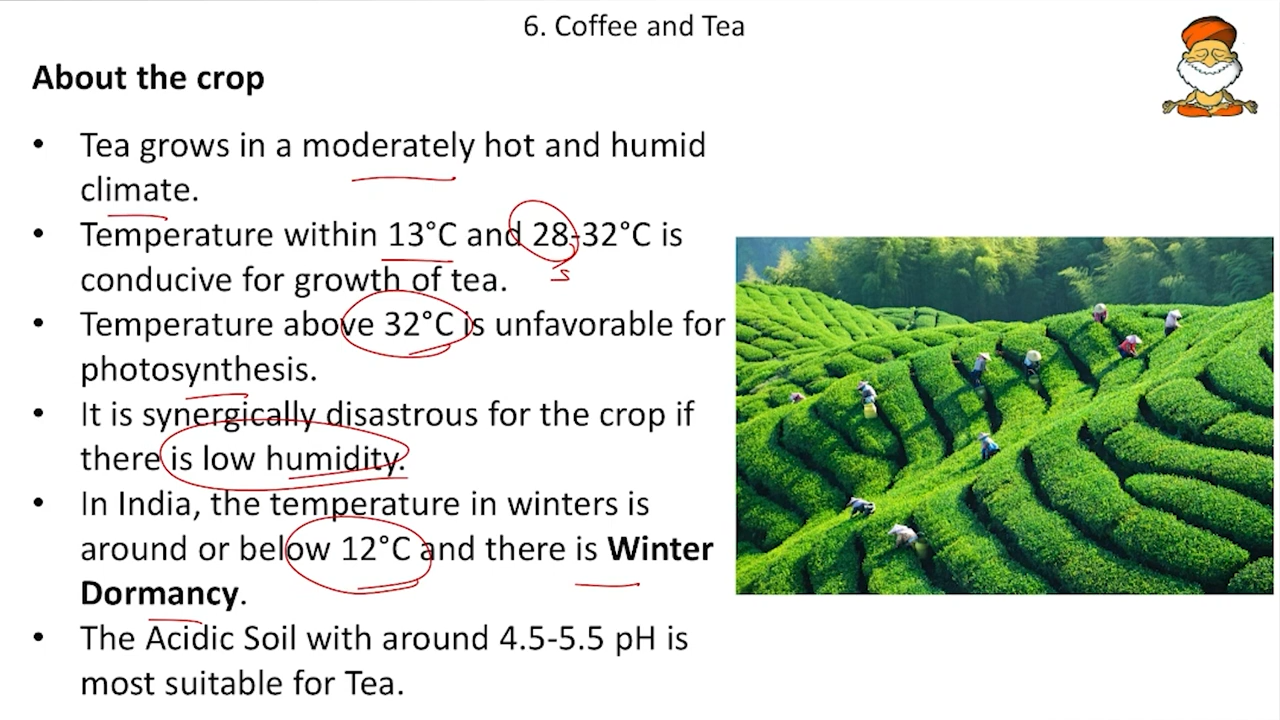 6. Coffee and Tea
About the crop
• Tea grows in a moderately hot and humid
climate.
• Temperature within 13°C and 28-32°C is
conducive for growth of tea.
• Temperature above 32°C is unfavorable for
photosynthesis.
• It is synergically disastrous for the crop if
there is low humidity.
• In India, the temperature in winters is
around or below 12°C and there is Winter
Dormancy.
• The Acidic Soil with around 4.5-5.5 pH is
most suitable for Tea.